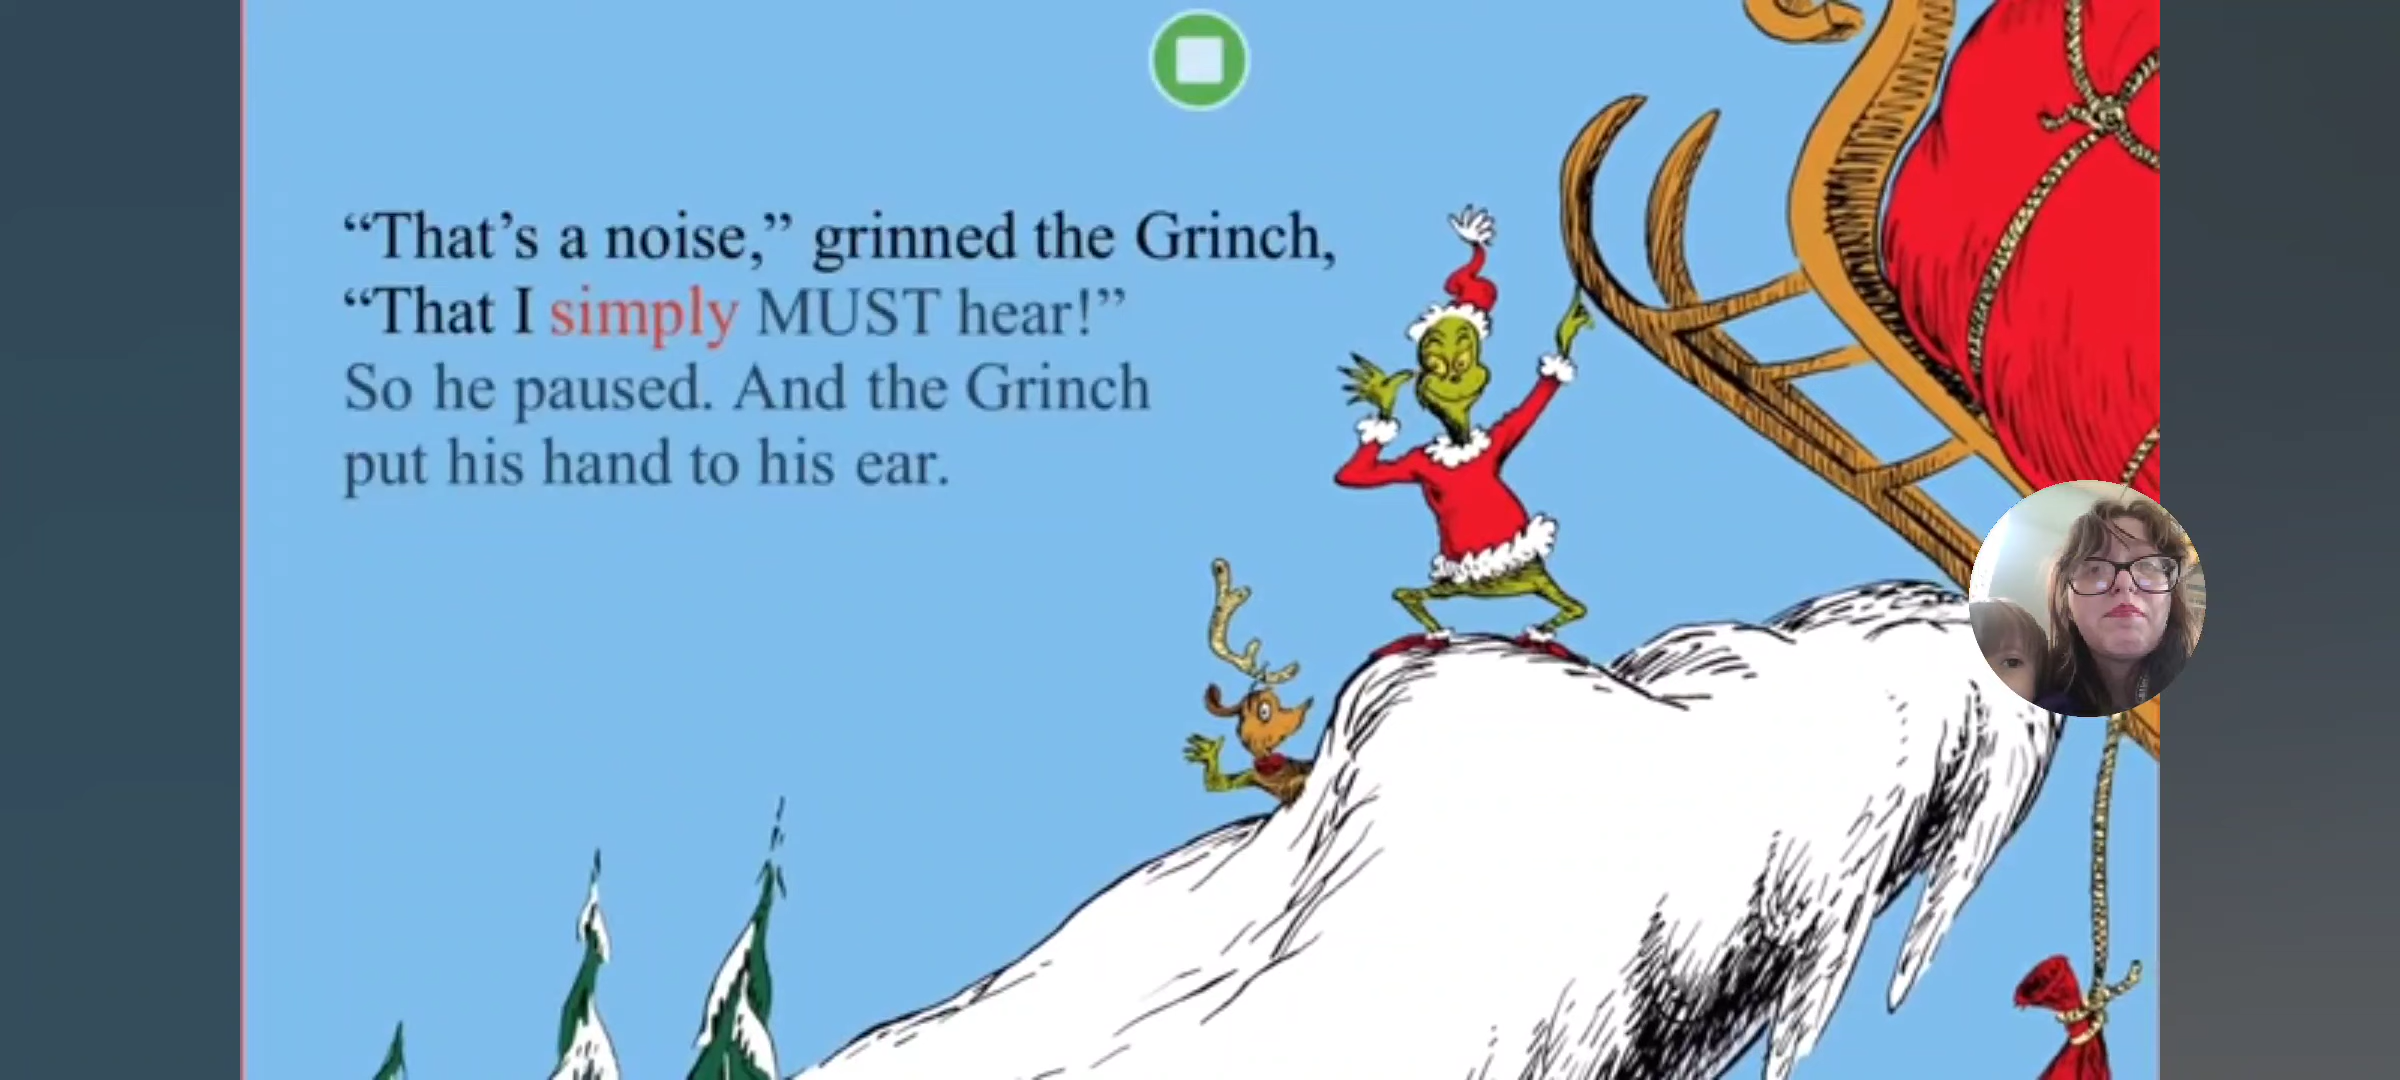 “That’s a noise,” grinned the Grinch,
“That I simply MUST hear!”
So he paused. And the Grinch
put his hand to his ear.